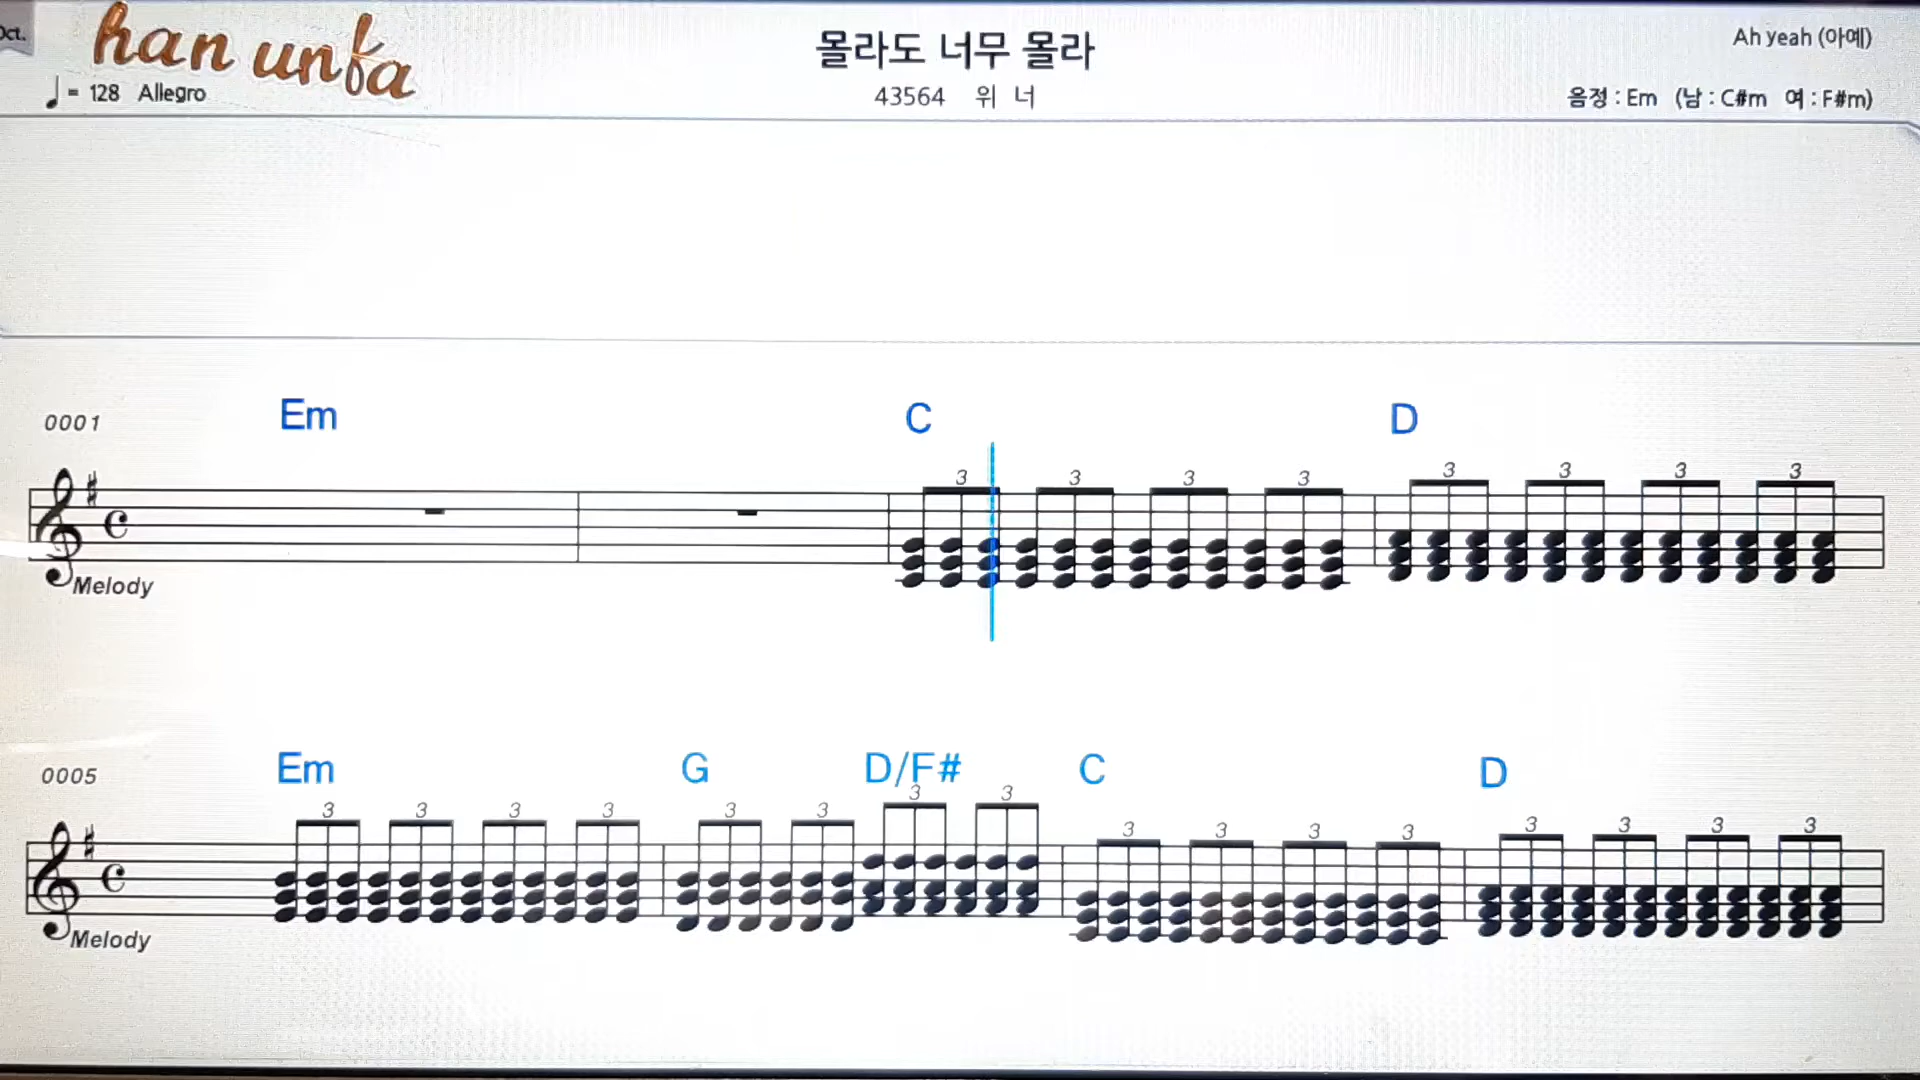 Oct.
han unfa
몰라도 너무 몰라
Ah yeah (아예)
♩= 128 Allegro
43564 위 너
음정 : Em (남 : C#m 여 : F#m)
0001 Em C D
3 3 3 3 3 3 3 3
Melody
0005 Em G D/F# C D
3 3 3 3 3 3 3 3 3 3 3 3 3 3 3 3
Melody